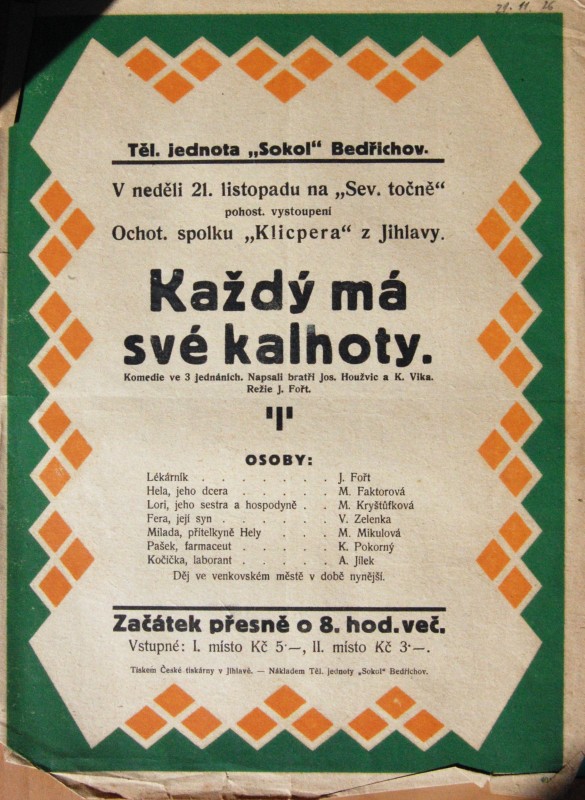 21. 11. 26
Těl. jednota „Sokol" Bedřichov.
V neděli 21. listopadu na „Sev. točně"
pohost. vystoupení
Ochot. spolku „Klicpera" z Jihlavy.
Každý má
své kalhoty.
Komedie ve 3 jednáních. Napsali bratři Jos. Houžvic a K. Vika.
Režie J. Fořt.
OSOBY:
Lékárník . . . . . . . J. Fořt
Hela, jeho dcera . . . . . . M. Faktorová
Lori, jeho sestra a hospodyně . . M. Kryštůfková
Fera, její syn . . . . . . . V. Zelenka
Milada, přítelkyně Hely . . . M. Mikulová
Pašek, farmaceut . . . . . K. Pokorný
Kočička, laborant . . . . . A. Jílek
Děj ve venkovském městě v době nynější.
Začátek přesně o 8. hod. več.
Vstupné: I. místo Kč 5·—, II. místo Kč 3·—.
Tiskem České tiskárny v Jihlavě. — Nákladem Těl. jednoty „Sokol" Bedřichov.